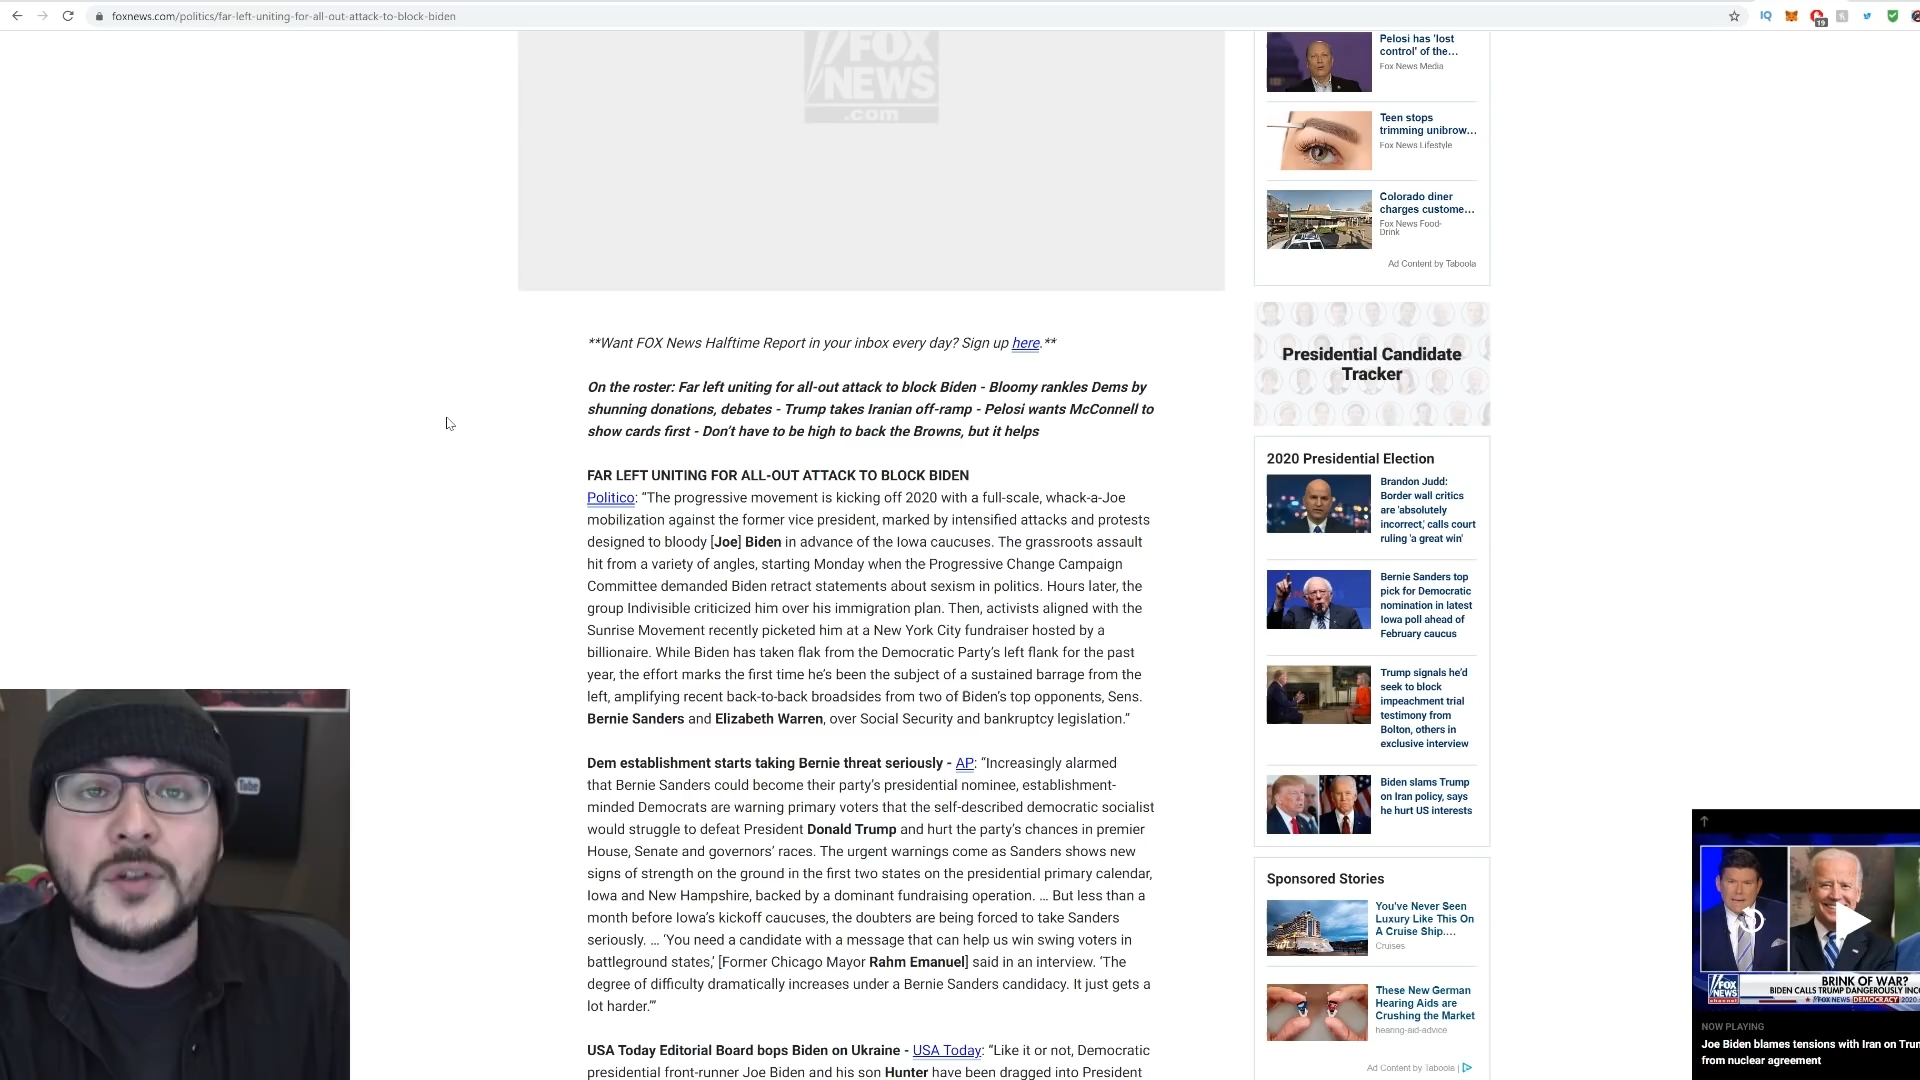 foxnews.com/politics/far-left-uniting-for-all-out-attack-to-block-biden
IQ
19
FOX
NEWS
.com
**Want FOX News Halftime Report in your inbox every day? Sign up here.**
On the roster: Far left uniting for all-out attack to block Biden - Bloomy rankles Dems by
shunning donations, debates - Trump takes Iranian off-ramp - Pelosi wants McConnell to
show cards first - Don’t have to be high to back the Browns, but it helps
FAR LEFT UNITING FOR ALL-OUT ATTACK TO BLOCK BIDEN
Politico: “The progressive movement is kicking off 2020 with a full-scale, whack-a-Joe
mobilization against the former vice president, marked by intensified attacks and protests
designed to bloody [Joe] Biden in advance of the Iowa caucuses. The grassroots assault
hit from a variety of angles, starting Monday when the Progressive Change Campaign
Committee demanded Biden retract statements about sexism in politics. Hours later, the
group Indivisible criticized him over his immigration plan. Then, activists aligned with the
Sunrise Movement recently picketed him at a New York City fundraiser hosted by a
billionaire. While Biden has taken flak from the Democratic Party’s left flank for the past
year, the effort marks the first time he’s been the subject of a sustained barrage from the
left, amplifying recent back-to-back broadsides from two of Biden’s top opponents, Sens.
Bernie Sanders and Elizabeth Warren, over Social Security and bankruptcy legislation.”
Dem establishment starts taking Bernie threat seriously - AP: “Increasingly alarmed
that Bernie Sanders could become their party’s presidential nominee, establishment-
minded Democrats are warning primary voters that the self-described democratic socialist
would struggle to defeat President Donald Trump and hurt the party’s chances in premier
House, Senate and governors’ races. The urgent warnings come as Sanders shows new
signs of strength on the ground in the first two states on the presidential primary calendar,
Iowa and New Hampshire, backed by a dominant fundraising operation. … But less than a
month before Iowa’s kickoff caucuses, the doubters are being forced to take Sanders
seriously. … ‘You need a candidate with a message that can help us win swing voters in
battleground states,’ [Former Chicago Mayor Rahm Emanuel] said in an interview. ‘The
degree of difficulty dramatically increases under a Bernie Sanders candidacy. It just gets a
lot harder.’”
USA Today Editorial Board bops Biden on Ukraine - USA Today: “Like it or not, Democratic
presidential front-runner Joe Biden and his son Hunter have been dragged into President
Pelosi has 'lost
control' of the...
Fox News Media
Teen stops
trimming unibrow...
Fox News Lifestyle
Colorado diner
charges custome...
Fox News Food-
Drink
Ad Content by Taboola
Presidential Candidate
Tracker
2020 Presidential Election
Brandon Judd:
Border wall critics
are 'absolutely
incorrect,' calls court
ruling 'a great win'
Bernie Sanders top
pick for Democratic
nomination in latest
Iowa poll ahead of
February caucus
Trump signals he'd
seek to block
impeachment trial
testimony from
Bolton, others in
exclusive interview
Biden slams Trump
on Iran policy, says
he hurt US interests
Sponsored Stories
You've Never Seen
Luxury Like This On
A Cruise Ship....
Cruises
These New German
Hearing Aids are
Crushing the Market
hearing-aid-advice
Ad Content by Taboola |
Tube
FOX
NEWS
channel
BRINK OF WAR?
BIDEN CALLS TRUMP DANGEROUSLY INCO
FOX NEWS DEMOCRACY 2020
NOW PLAYING
Joe Biden blames tensions with Iran on Trum
from nuclear agreement